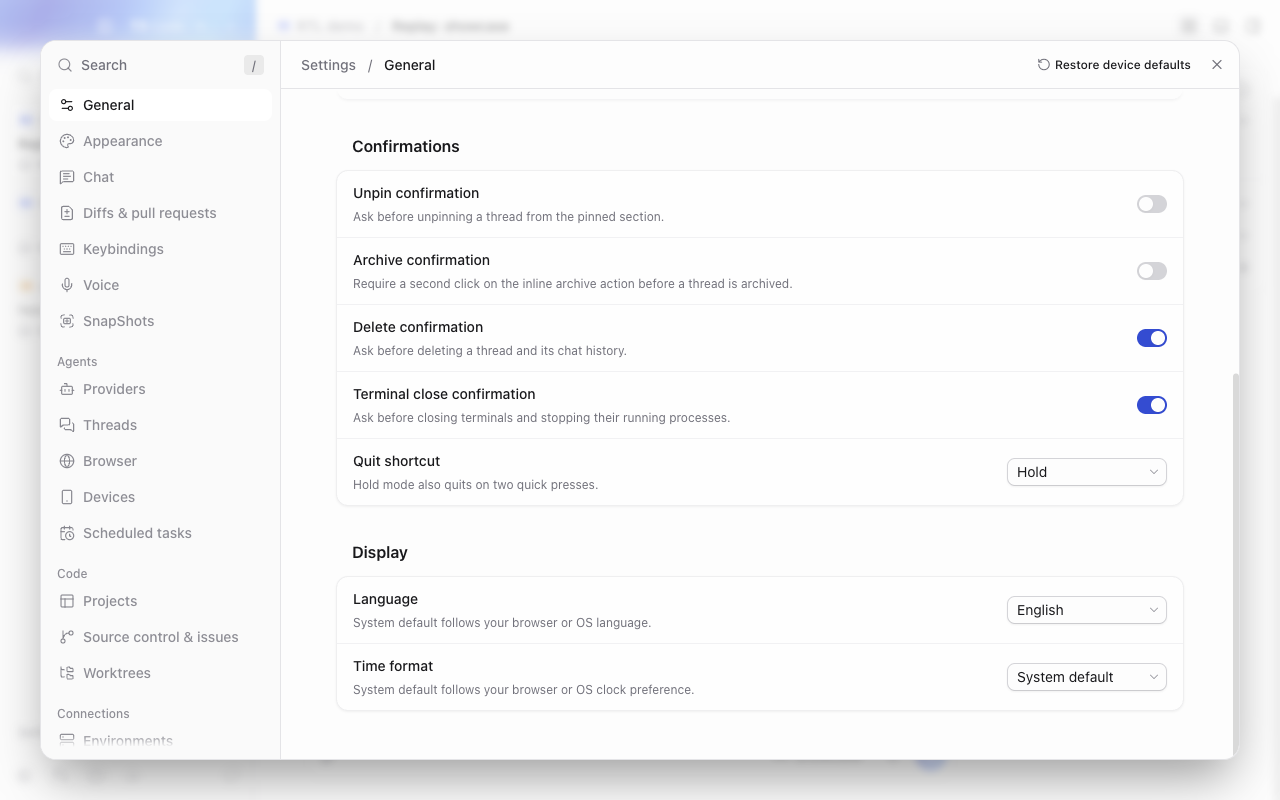 Search /
General
Appearance
Chat
Diffs & pull requests
Keybindings
Voice
SnapShots
Agents
Providers
Threads
Browser
Devices
Scheduled tasks
Code
Projects
Source control & issues
Worktrees
Connections
Environments
Settings / General
Restore device defaults
Confirmations
Unpin confirmation
Ask before unpinning a thread from the pinned section.
Archive confirmation
Require a second click on the inline archive action before a thread is archived.
Delete confirmation
Ask before deleting a thread and its chat history.
Terminal close confirmation
Ask before closing terminals and stopping their running processes.
Quit shortcut
Hold mode also quits on two quick presses.
Hold
Display
Language
System default follows your browser or OS language.
English
Time format
System default follows your browser or OS clock preference.
System default